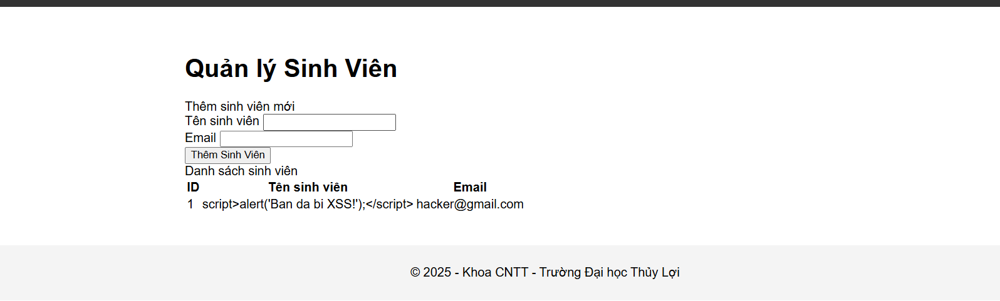 Quản lý Sinh Viên
Thêm sinh viên mới
Tên sinh viên
Email
Thêm Sinh Viên
Danh sách sinh viên
ID Tên sinh viên Email
1 script>alert('Ban da bi XSS!');</script> hacker@gmail.com
© 2025 - Khoa CNTT - Trường Đại học Thủy Lợi